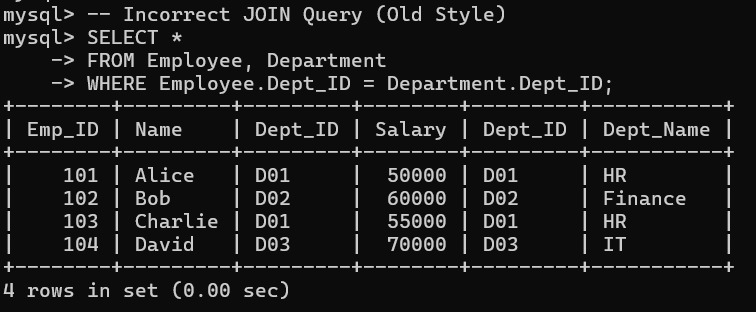 mysql> -- Incorrect JOIN Query (Old Style)
mysql> SELECT *
    -> FROM Employee, Department
    -> WHERE Employee.Dept_ID = Department.Dept_ID;
+--------+---------+---------+--------+---------+-----------+
| Emp_ID | Name    | Dept_ID | Salary | Dept_ID | Dept_Name |
+--------+---------+---------+--------+---------+-----------+
|    101 | Alice   | D01     |  50000 | D01     | HR        |
|    102 | Bob     | D02     |  60000 | D02     | Finance   |
|    103 | Charlie | D01     |  55000 | D01     | HR        |
|    104 | David   | D03     |  70000 | D03     | IT        |
+--------+---------+---------+--------+---------+-----------+
4 rows in set (0.00 sec)